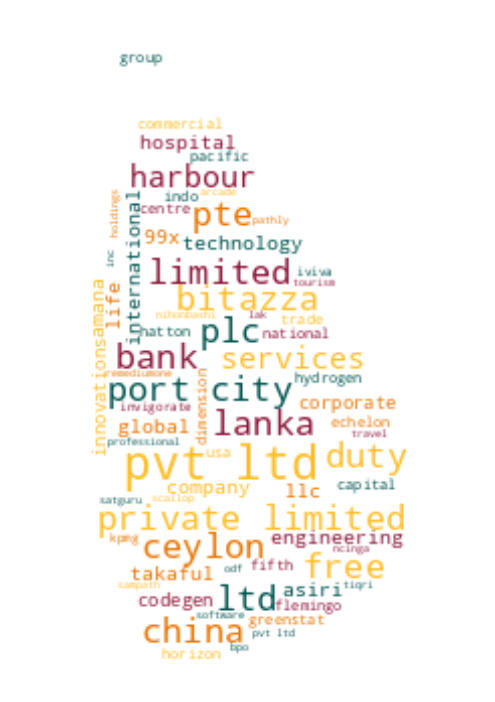 group
commercial
hospital
pacific
harbour
indo arcade
holdings
centre pte pathly
international
99x technology
inc
limited iviva
tourism
life
bitazza
innovationsamana
nihonbashi lak trade
hatton plc national
bank services
remediumone
port city hydrogen
dimension
invigorate corporate
global lanka echelon
professional travel
pvt ltd usa duty
company llc capital
satguru scallop
private limited
kpmg ceylon engineering
ncinga
takaful odf fifth free
sampath
codegen ltd asiri tiqri
flemingo
software greenstat
china pvt ltd
horizon bpo